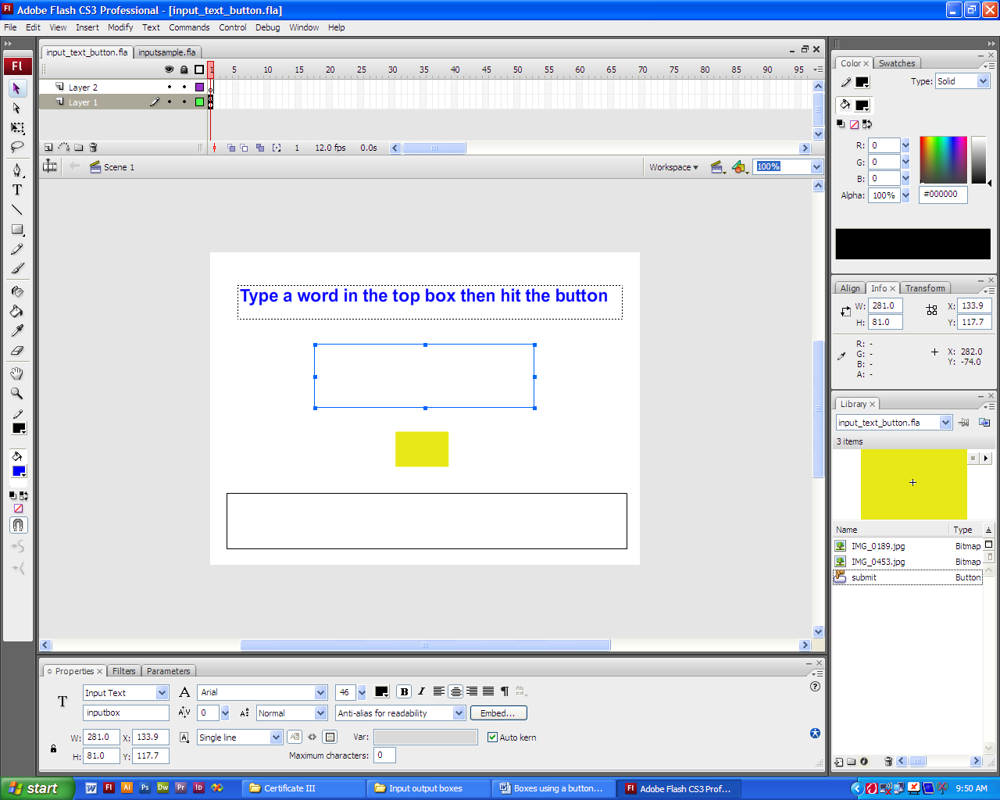 Adobe Flash CS3 Professional - [input_text_button.fla]
File Edit View Insert Modify Text Commands Control Debug Window Help
input_text_button.fla inputsample.fla
1 5 10 15 20 25 30 35 40 45 50 55 60 65 70 75 80 85 90 95
Layer 2
Layer 1
1 12.0 fps 0.0s
Scene 1 Workspace 100%
Type a word in the top box then hit the button
Fl
T
Color Swatches
Type: Solid
R: 0
G: 0
B: 0
Alpha: 100% #000000
Align Info Transform
W: 281.0 X: 133.9
H: 81.0 Y: 117.7
R: -
G: - X: 282.0
B: - Y: -74.0
A: -
Library
input_text_button.fla
3 items
Name Type
IMG_0189.jpg Bitmap
IMG_0453.jpg Bitmap
submit Button
Properties Filters Parameters
T Input Text A Arial 46 B I
inputbox A|V 0 Normal Anti-alias for readability Embed...
W: 281.0 X: 133.9 Single line Var: Auto kern
H: 81.0 Y: 117.7 Maximum characters: 0
start W Fl Ai Ps Dw Pr Id Certificate III Input output boxes Boxes using a button... Adobe Flash CS3 Prof... 9:50 AM